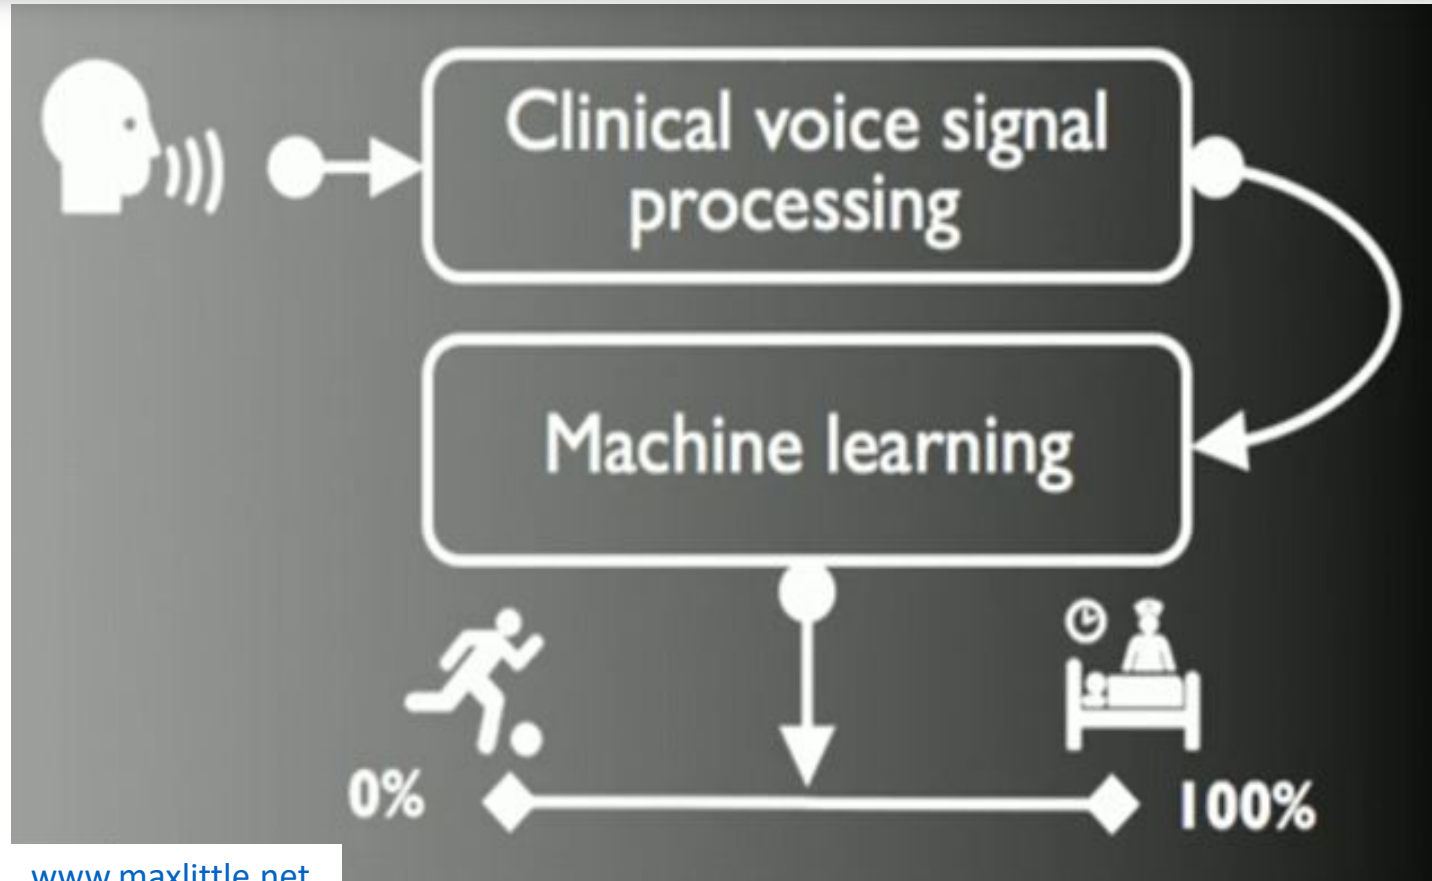 Clinical voice signal
processing
Machine learning
0%
100%
www.maxlittle.net